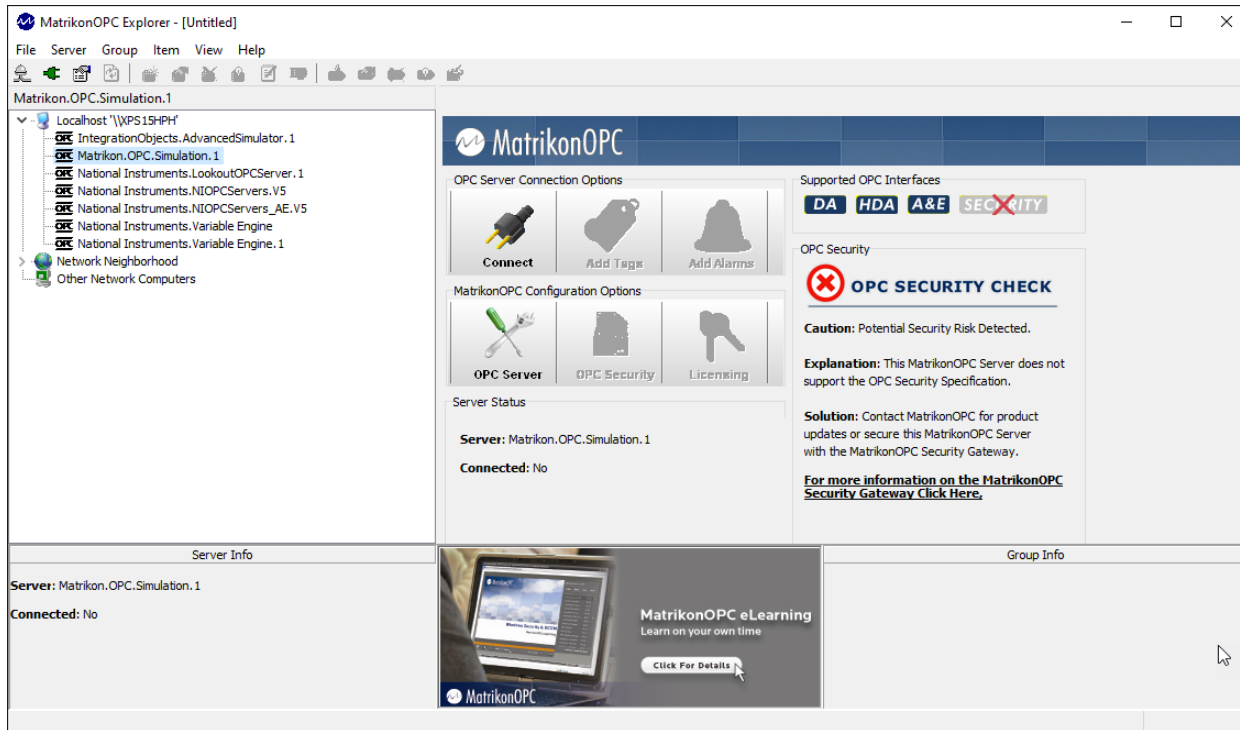 MatrikonOPC Explorer - [Untitled]
File Server Group Item View Help
Matrikon.OPC.Simulation.1
Localhost '\\XPS15HPH'
OPC IntegrationObjects.AdvancedSimulator.1
OPC Matrikon.OPC.Simulation.1
OPC National Instruments.LookoutOPCServer.1
OPC National Instruments.NIOPCServers.V5
OPC National Instruments.NIOPCServers_AE.V5
OPC National Instruments.Variable Engine
OPC National Instruments.Variable Engine.1
Network Neighborhood
Other Network Computers
MatrikonOPC
OPC Server Connection Options
Connect Add Tags Add Alarms
MatrikonOPC Configuration Options
OPC Server OPC Security Licensing
Server Status
Server: Matrikon.OPC.Simulation.1
Connected: No
Supported OPC Interfaces
DA HDA A&E SECURITY
OPC Security
OPC SECURITY CHECK
Caution: Potential Security Risk Detected.
Explanation: This MatrikonOPC Server does not
support the OPC Security Specification.
Solution: Contact MatrikonOPC for product
updates or secure this MatrikonOPC Server
with the MatrikonOPC Security Gateway.
For more information on the MatrikonOPC
Security Gateway Click Here,
Server Info
Server: Matrikon.OPC.Simulation.1
Connected: No
MatrikonOPC eLearning
Learn on your own time
Click For Details
MatrikonOPC
Group Info